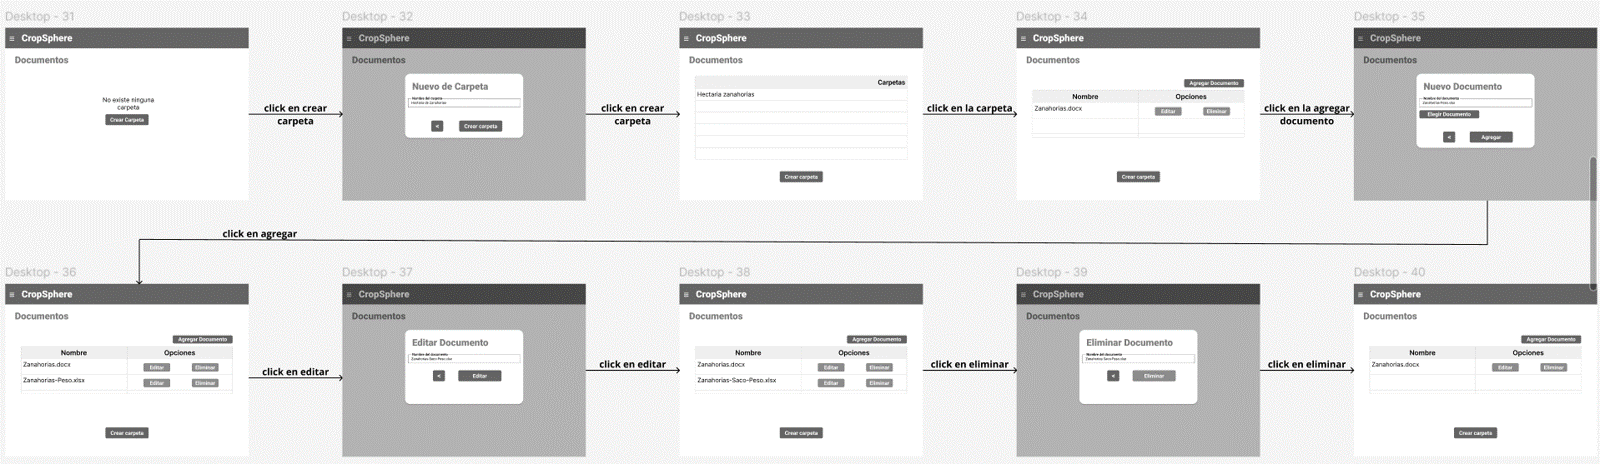 Desktop - 31
CropSphere
Documentos
No existe ninguna
carpeta
Crear Carpeta
click en crear
carpeta
Desktop - 32
CropSphere
Documentos
Nuevo de Carpeta
Nombre del carpeta
Hectaria de zanahorias
<
Crear carpeta
click en crear
carpeta
Desktop - 33
CropSphere
Documentos
Carpetas
Hectaria zanahorias
Crear carpeta
click en la carpeta
Desktop - 34
CropSphere
Documentos
Agregar Documento
Nombre Opciones
Zanahorias.docx Editar Eliminar
Crear carpeta
click en la agregar
documento
Desktop - 35
CropSphere
Documentos
Nuevo Documento
Nombre del documento
Zanahorias-Peso.xlsx
Elegir Documento
< Agregar
click en agregar
Desktop - 36
CropSphere
Documentos
Agregar Documento
Nombre Opciones
Zanahorias.docx Editar Eliminar
Zanahorias-Peso.xlsx Editar Eliminar
Crear carpeta
click en editar
Desktop - 37
CropSphere
Documentos
Editar Documento
Nombre del documento
Zanahorias-Saco-Peso.xlsx
< Editar
click en editar
Desktop - 38
CropSphere
Documentos
Agregar Documento
Nombre Opciones
Zanahorias.docx Editar Eliminar
Zanahorias-Saco-Peso.xlsx Editar Eliminar
Crear carpeta
click en eliminar
Desktop - 39
CropSphere
Documentos
Eliminar Documento
Nombre del documento
Zanahorias-Saco-Peso.xlsx
< Eliminar
click en eliminar
Desktop - 40
CropSphere
Documentos
Agregar Documento
Nombre Opciones
Zanahorias.docx Editar Eliminar
Crear carpeta